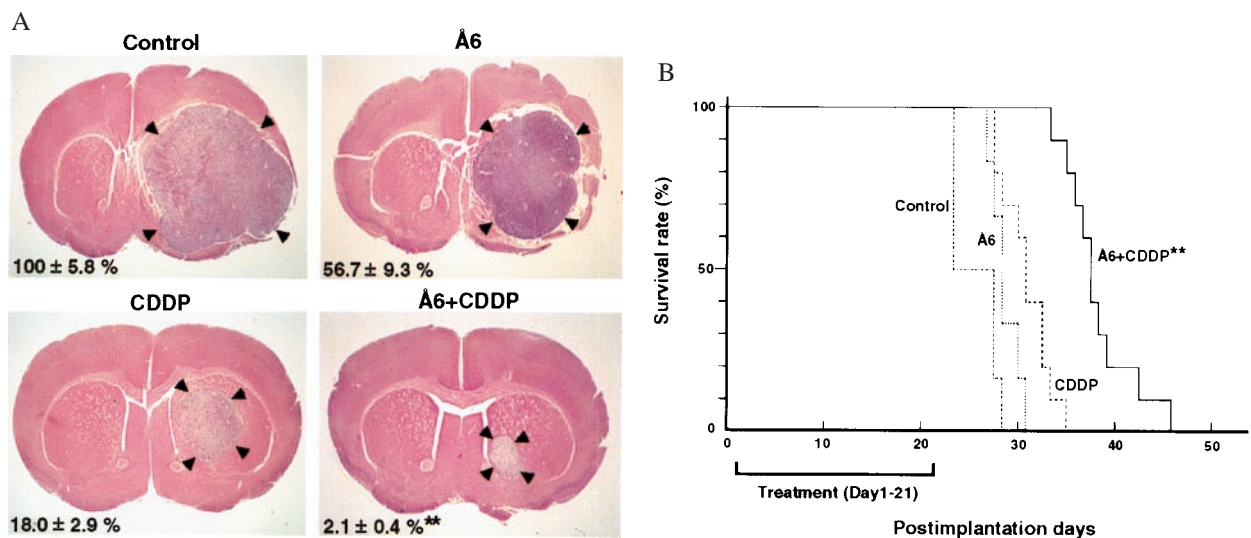 A
Control
Å6
100 ± 5.8 %
56.7 ± 9.3 %
CDDP
Å6+CDDP
18.0 ± 2.9 %
2.1 ± 0.4 %**
B
100
50
0
Survival rate (%)
Control
Å6
Å6+CDDP**
CDDP
0 10 20 30 40 50
Treatment (Day1-21)
Postimplantation days